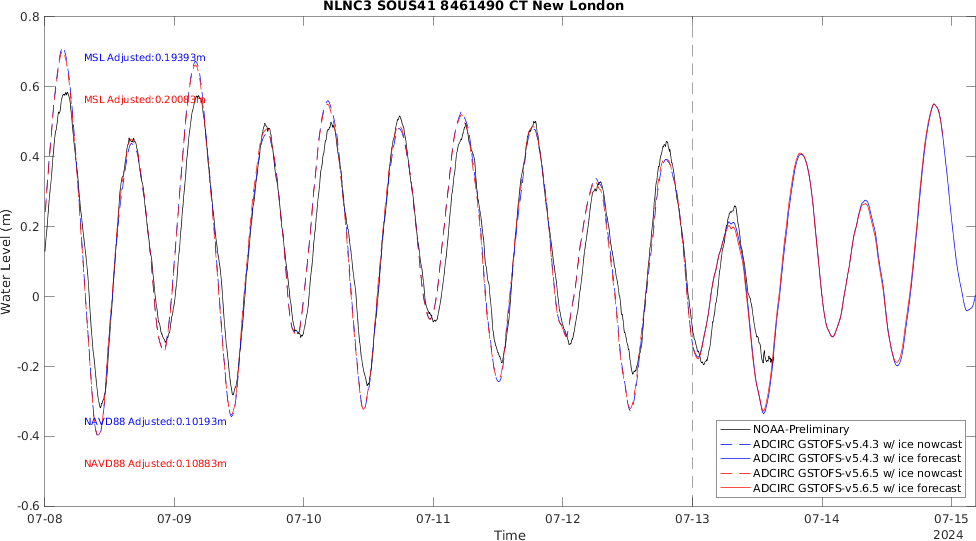 NLNC3 SOUS41 8461490 CT New London
0.8
0.6
0.4
0.2
0
-0.2
-0.4
-0.6
Water Level (m)
MSL Adjusted:0.19393m
MSL Adjusted:0.20083m
NAVD88 Adjusted:0.10193m
NAVD88 Adjusted:0.10883m
NOAA-Preliminary
ADCIRC GSTOFS-v5.4.3 w/ ice nowcast
ADCIRC GSTOFS-v5.4.3 w/ ice forecast
ADCIRC GSTOFS-v5.6.5 w/ ice nowcast
ADCIRC GSTOFS-v5.6.5 w/ ice forecast
07-08 07-09 07-10 07-11 07-12 07-13 07-14 07-15
Time
2024